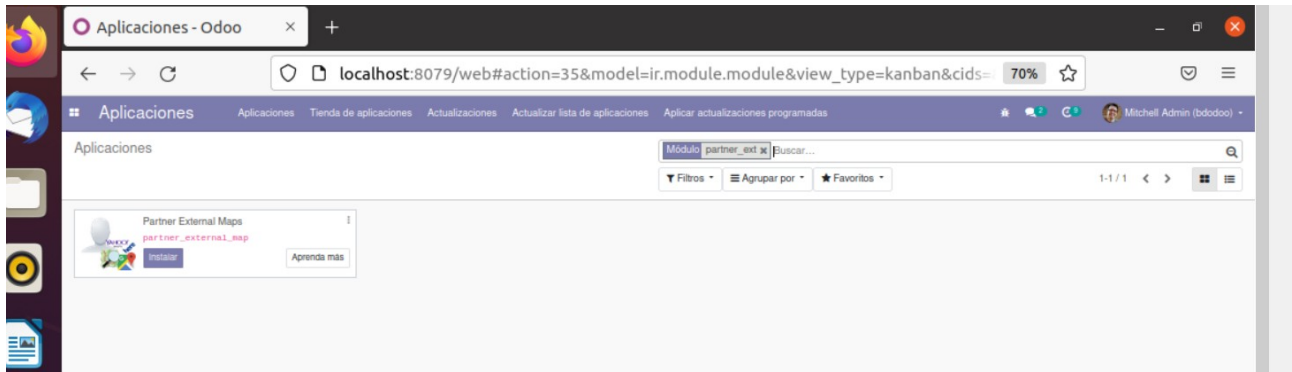 Aplicaciones - Odoo
localhost:8079/web#action=35&model=ir.module.module&view_type=kanban&cids=
70%
Aplicaciones Aplicaciones Tienda de aplicaciones Actualizaciones Actualizar lista de aplicaciones Aplicar actualizaciones programadas Mitchell Admin (bdodoo)
Aplicaciones
Módulo partner_ext Buscar...
Filtros Agrupar por Favoritos 1-1 / 1
Partner External Maps
partner_external_map
Instalar Aprenda más